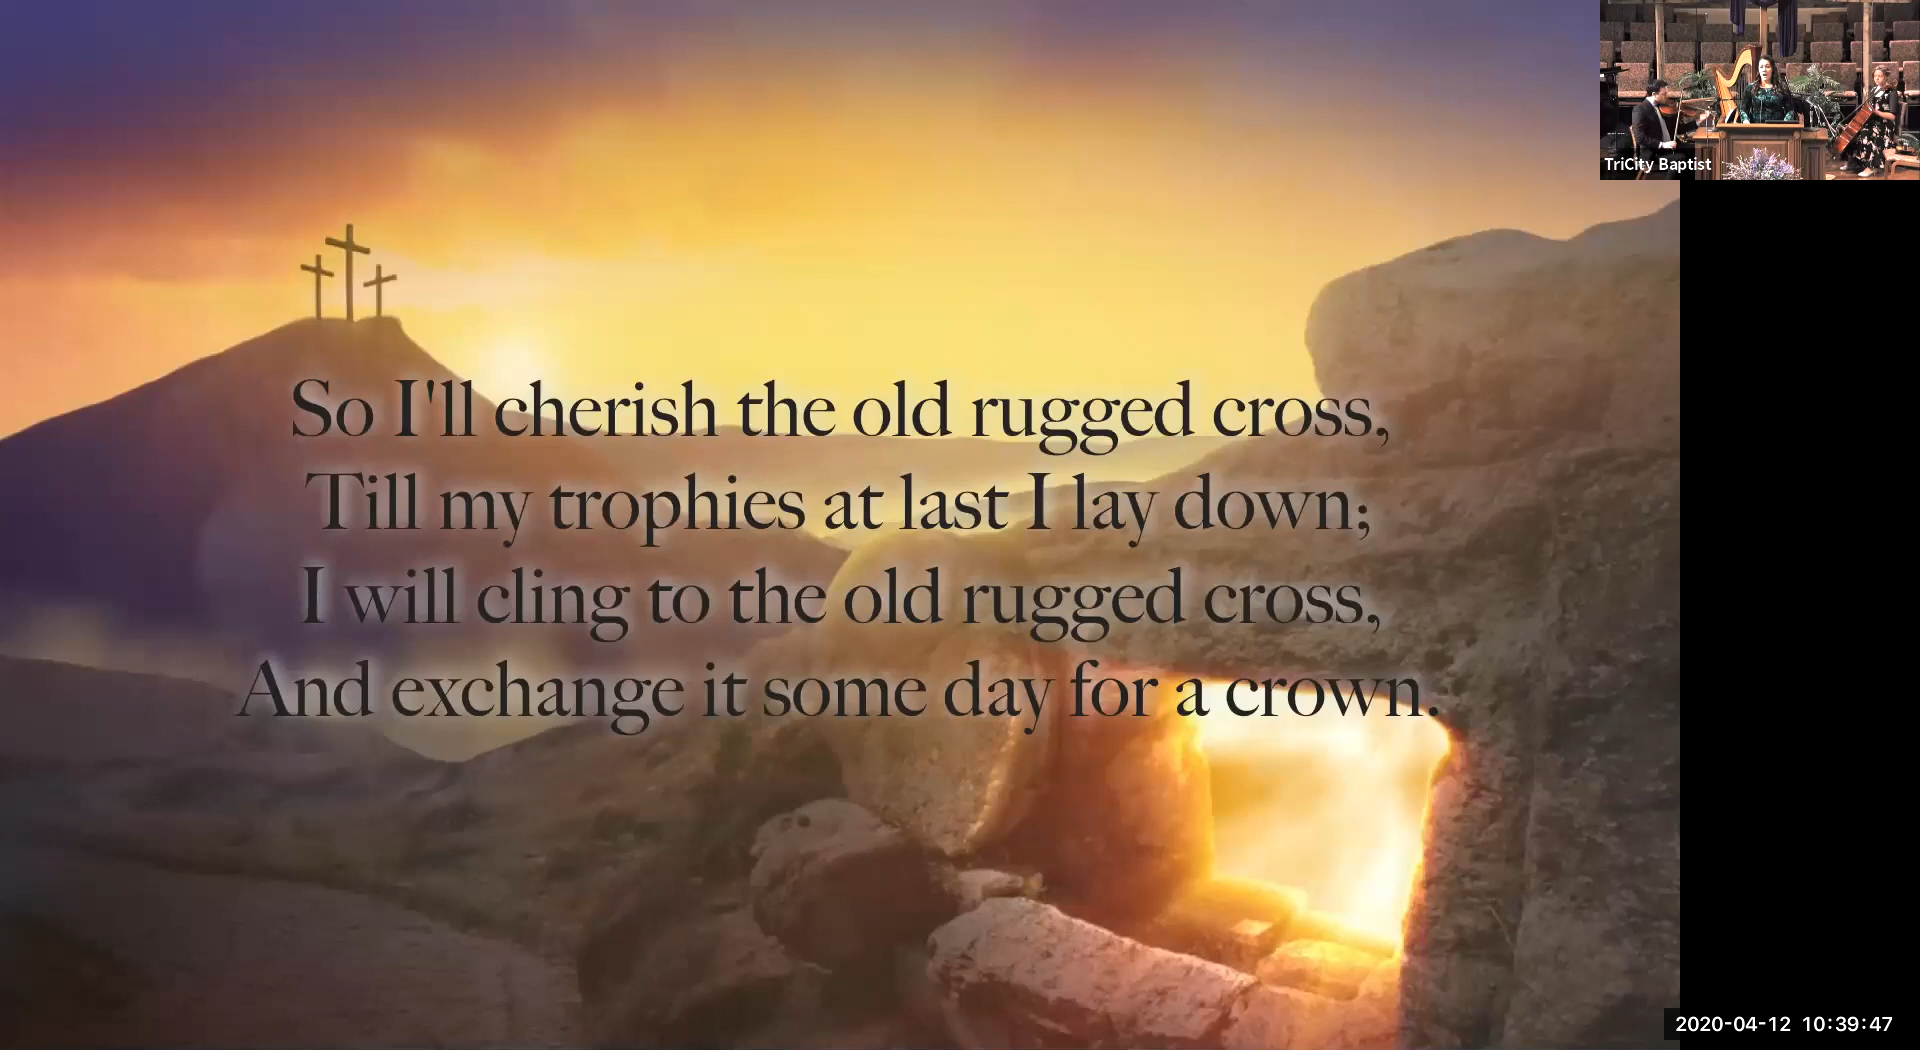 TriCity Baptist
So I'll cherish the old rugged cross,
Till my trophies at last I lay down;
I will cling to the old rugged cross,
And exchange it some day for a crown.
2020-04-12 10:39:47